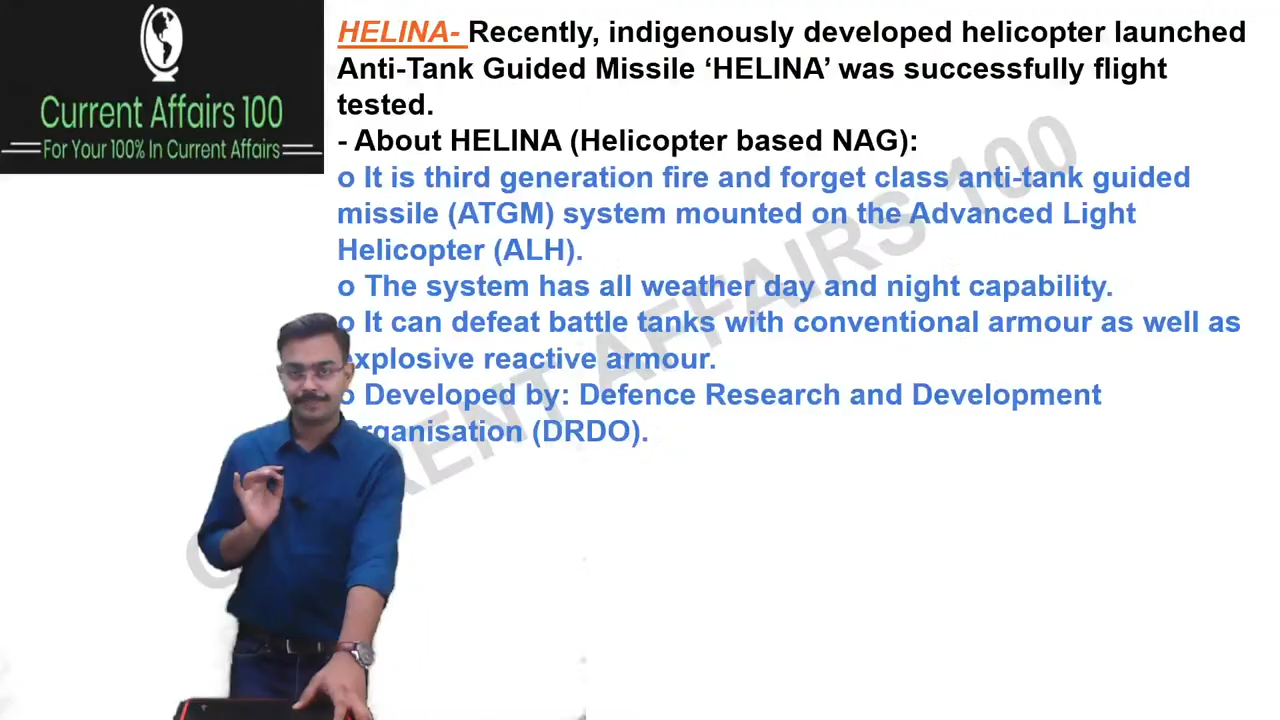 Current Affairs 100
For Your 100% In Current Affairs
HELINA- Recently, indigenously developed helicopter launched
Anti-Tank Guided Missile ‘HELINA’ was successfully flight
tested.
- About HELINA (Helicopter based NAG):
o It is third generation fire and forget class anti-tank guided
missile (ATGM) system mounted on the Advanced Light
Helicopter (ALH).
o The system has all weather day and night capability.
o It can defeat battle tanks with conventional armour as well as
explosive reactive armour.
o Developed by: Defence Research and Development
Organisation (DRDO).
CURRENT AFFAIRS 100